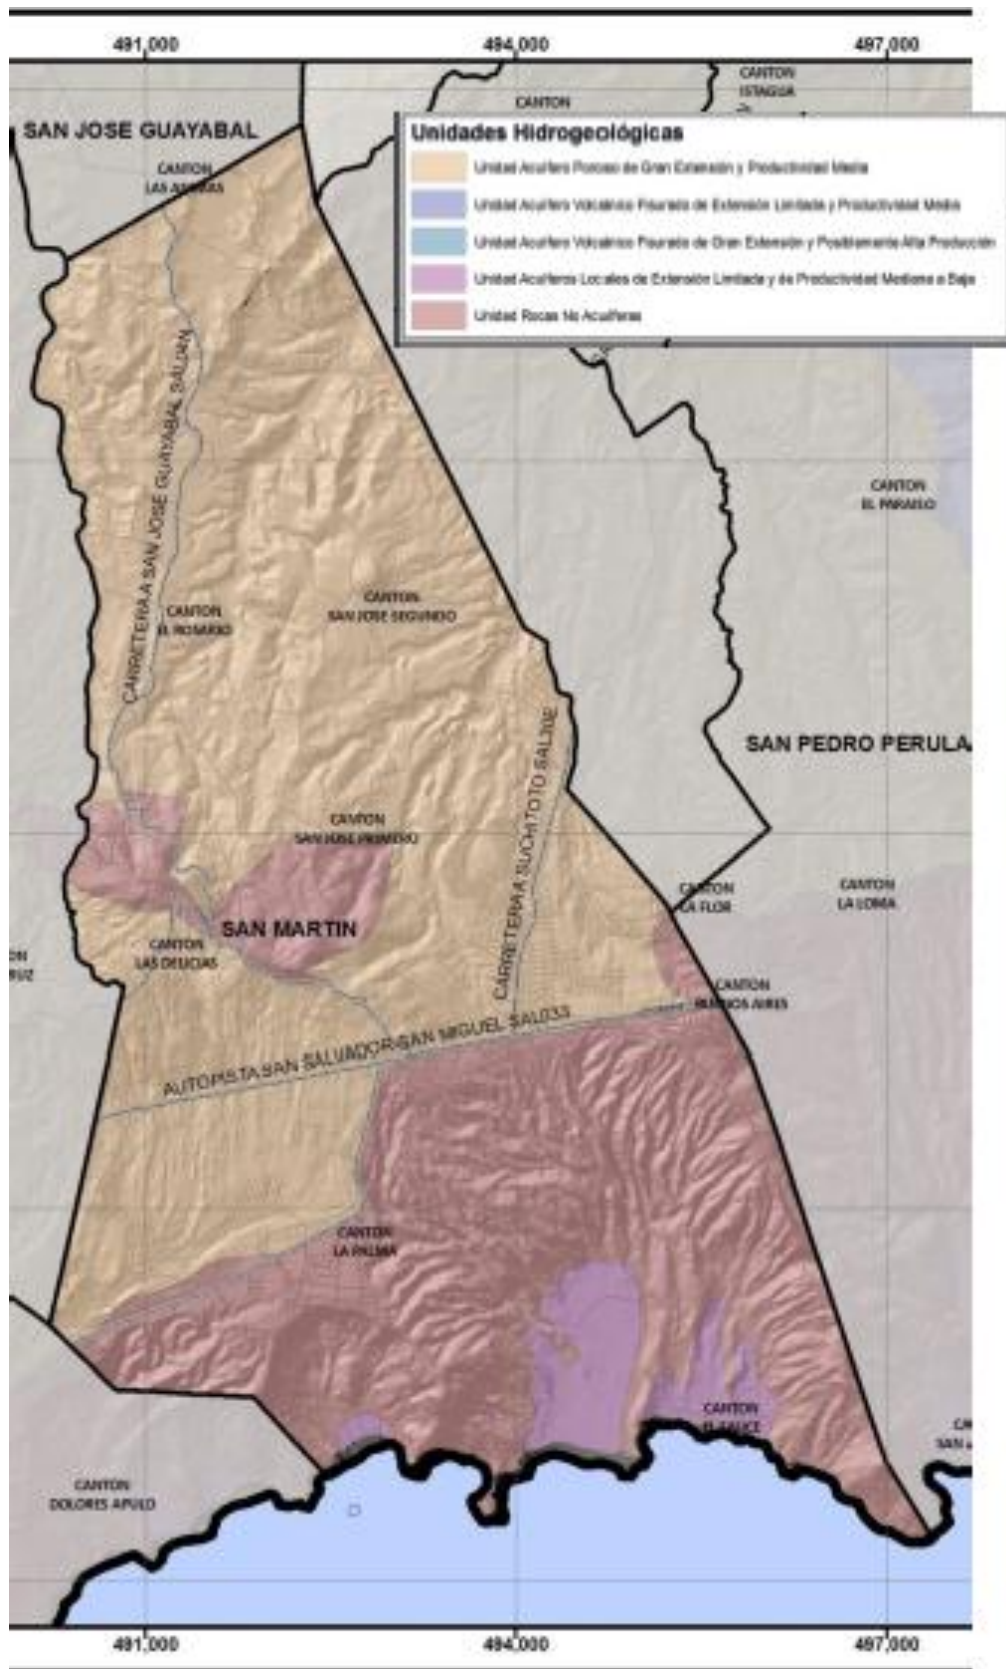 491,000
494,000
497,000
CANTON
ISTAGUA
CANTON
SAN JOSE GUAYABAL
CANTON
LAS
Unidades Hidrogeológicas
Unidad Acuífero Poroso de Gran Extensión y Productividad Media
Unidad Acuífero Volcánico Fisurado de Extensión Limitada y Productividad Media
Unidad Acuífero Volcánico Fisurado de Gran Extensión y Posiblemente Alta Producción
Unidad Acuíferos Locales de Extensión Limitada y de Productividad Mediana a Baja
Unidad Rocas No Acuíferas
CARRETERA A SAN JOSE GUAYABAL
CANTON
EL PARAISO
CANTON
EL ROSARIO
CANTON
SAN JOSE SEGUNDO
CARRETERA A SUCHITOTO
SAN PEDRO PERULA
CANTON
SAN JOSE PRIMERO
CANTON
LA FLOR
CANTON
LA LOMA
SAN MARTIN
CANTON
LAS DELICIAS
ON
RUZ
CANTON
BUENOS AIRES
AUTOPISTA SAN SALVADOR-SAN MIGUEL
CANTON
LA PALMA
CANTON
EL SAUCE
CA
SAN
CANTON
DOLORES APULO
491,000
494,000
497,000